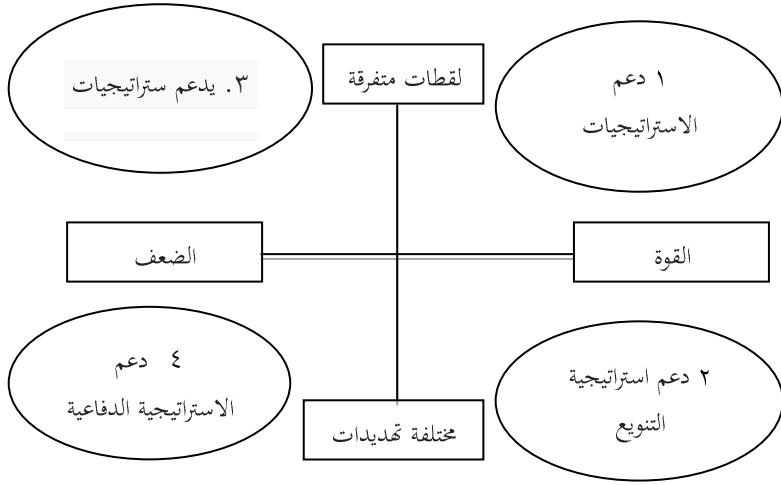 لقطات متفرقة
١ دعم
الاستراتيجيات
٣. يدعم ستراتيجيات
القوة
الضعف
٢ دعم استراتيجية
التنويع
٤ دعم
الاستراتيجية الدفاعية
مختلفة تهديدات